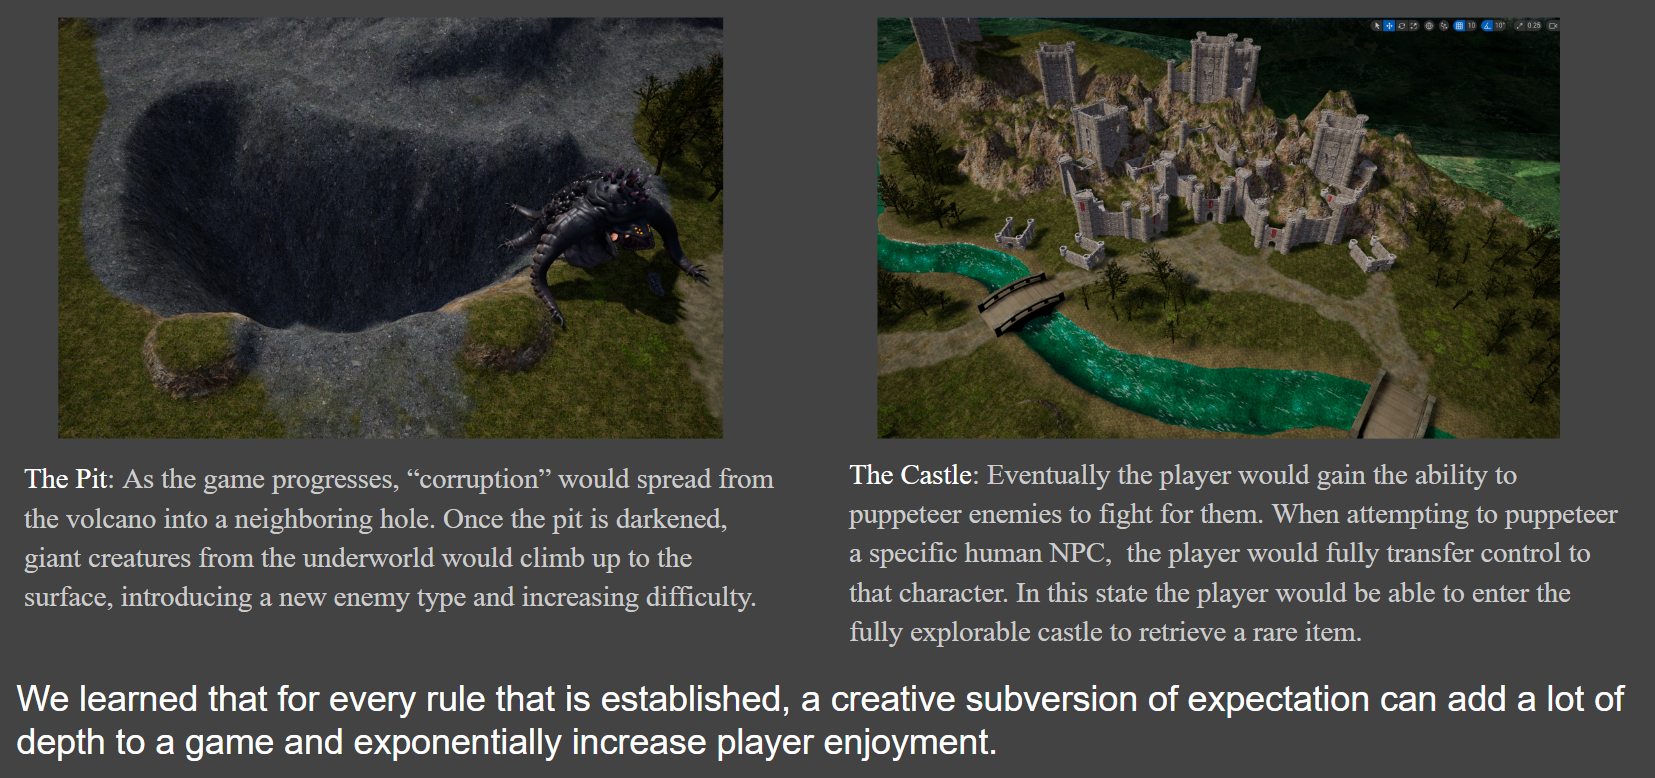 10 10° 0.25
The Pit: As the game progresses, “corruption” would spread from
the volcano into a neighboring hole. Once the pit is darkened,
giant creatures from the underworld would climb up to the
surface, introducing a new enemy type and increasing difficulty.
The Castle: Eventually the player would gain the ability to
puppeteer enemies to fight for them. When attempting to puppeteer
a specific human NPC,  the player would fully transfer control to
that character. In this state the player would be able to enter the
fully explorable castle to retrieve a rare item.
We learned that for every rule that is established, a creative subversion of expectation can add a lot of
depth to a game and exponentially increase player enjoyment.